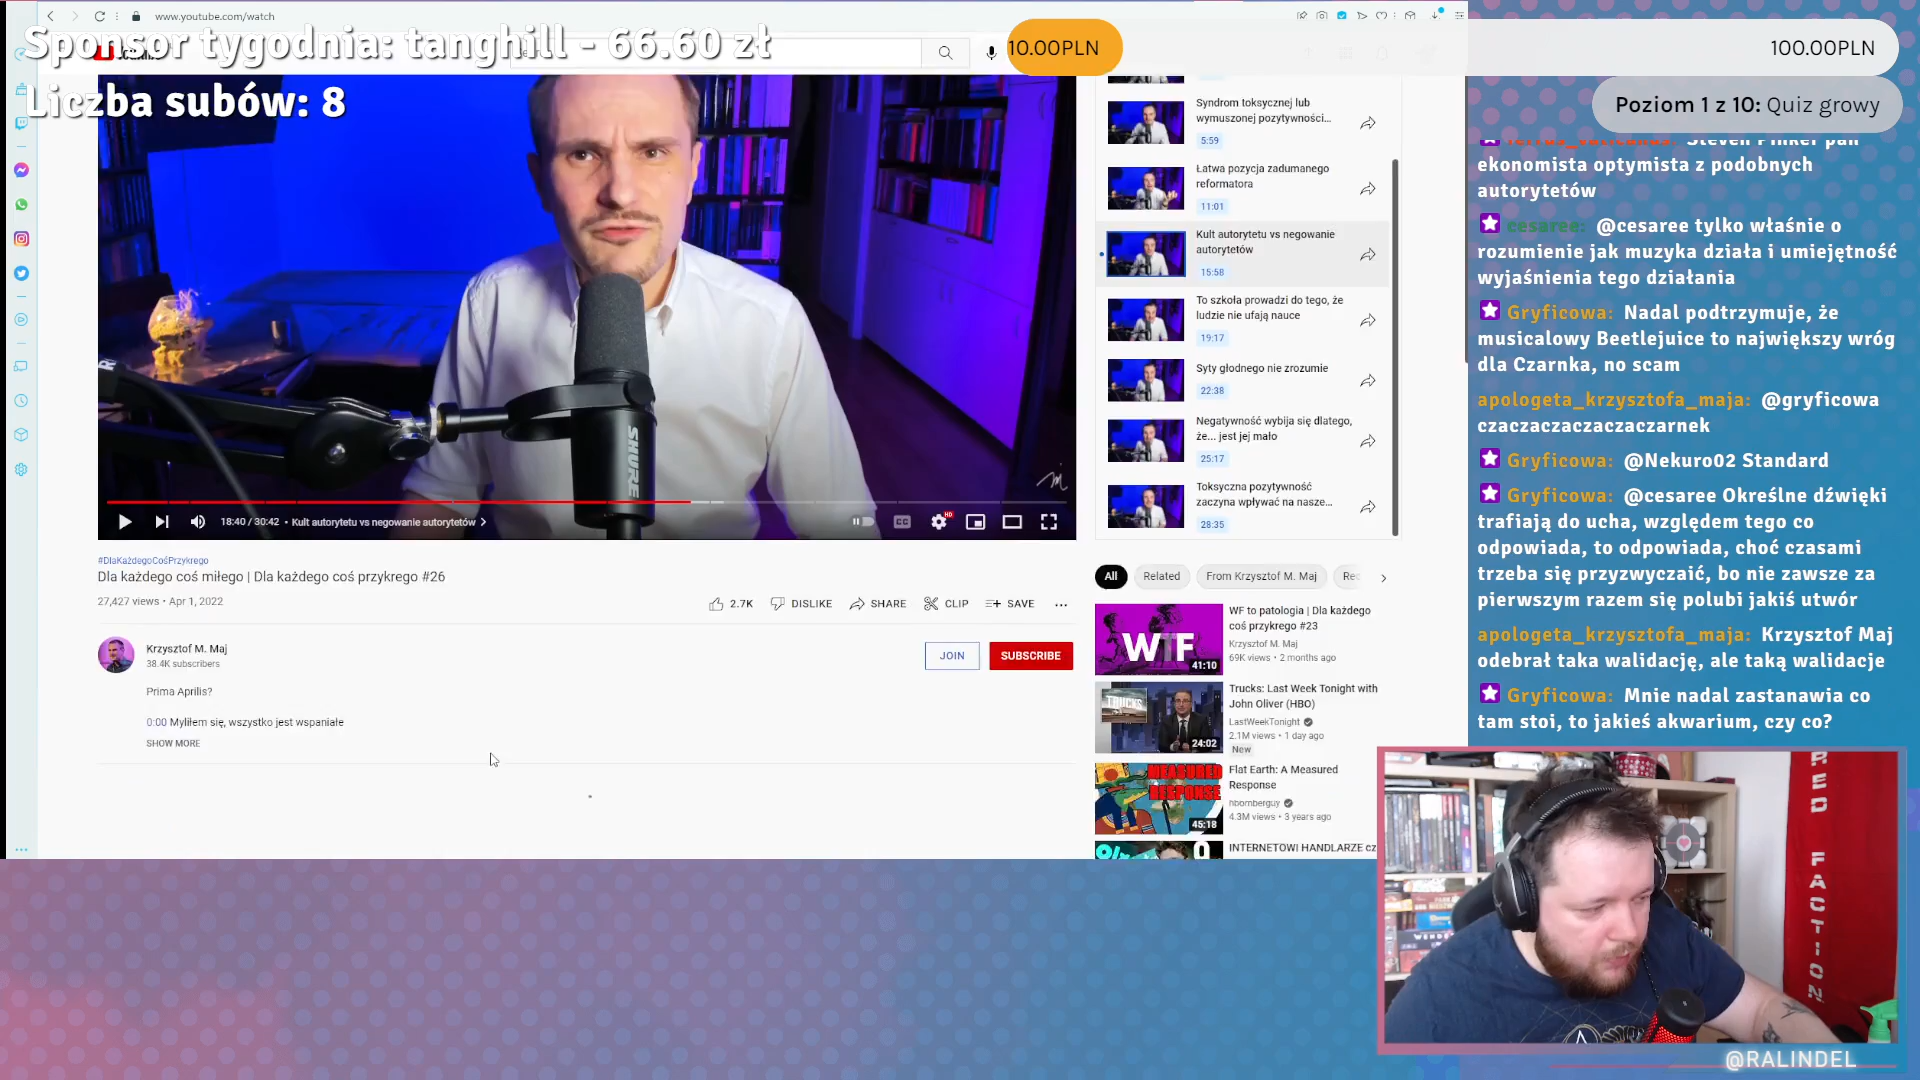 www.youtube.com/watch
Sponsor tygodnia: tanghill - 66.60 zł
Liczba subów: 8
10.00PLN
100.00PLN
Poziom 1 z 10: Quiz growy
Syndrom toksycznej lub
wymuszonej pozytywności...
5:59
Łatwa pozycja zadumanego
reformatora
11:01
Kult autorytetu vs negowanie
autorytetów
15:58
To szkoła prowadzi do tego, że
ludzie nie ufają nauce
19:17
Syty głodnego nie zrozumie
22:38
Negatywność wybija się dlatego,
że... jest jej mało
25:17
Toksyczna pozytywność
zaczyna wpływać na nasze...
28:35
SHURE
18:40 / 30:42 • Kult autorytetu vs negowanie autorytetów
CC
HD
#DlaKażdegoCośPrzykrego
Dla każdego coś miłego | Dla każdego coś przykrego #26
27,427 views • Apr 1, 2022
2.7K
DISLIKE
SHARE
CLIP
SAVE
Krzysztof M. Maj
38.4K subscribers
JOIN
SUBSCRIBE
Prima Aprilis?
0:00 Myliłem się, wszystko jest wspaniałe
SHOW MORE
All
Related
From Krzysztof M. Maj
WTF
41:10
WF to patologia | Dla każdego
coś przykrego #23
Krzysztof M. Maj
69K views • 2 months ago
TRUCKS
24:02
Trucks: Last Week Tonight with
John Oliver (HBO)
LastWeekTonight
2.1M views • 1 day ago
New
MEASURED
RESPONSE
45:18
Flat Earth: A Measured
Response
hbomberguy
4.3M views • 3 years ago
INTERNETOWI HANDLARZE cz
Steven Pinker pan
ekonomista optymista z podobnych
autorytetów
cesaree: @cesaree tylko właśnie o
rozumienie jak muzyka działa i umiejętność
wyjaśnienia tego działania
Gryficowa: Nadal podtrzymuje, że
musicalowy Beetlejuice to największy wróg
dla Czarnka, no scam
apologeta_krzysztofa_maja: @gryficowa
czaczaczaczaczaczarnek
Gryficowa: @Nekuro02 Standard
Gryficowa: @cesaree Określne dźwięki
trafiają do ucha, względem tego co
odpowiada, to odpowiada, choć czasami
trzeba się przyzwyczaić, bo nie zawsze za
pierwszym razem się polubi jakiś utwór
apologeta_krzysztofa_maja: Krzysztof Maj
odebrał taka walidację, ale taką walidacje
Gryficowa: Mnie nadal zastanawia co
tam stoi, to jakieś akwarium, czy co?
RED FACTION
@RALINDEL